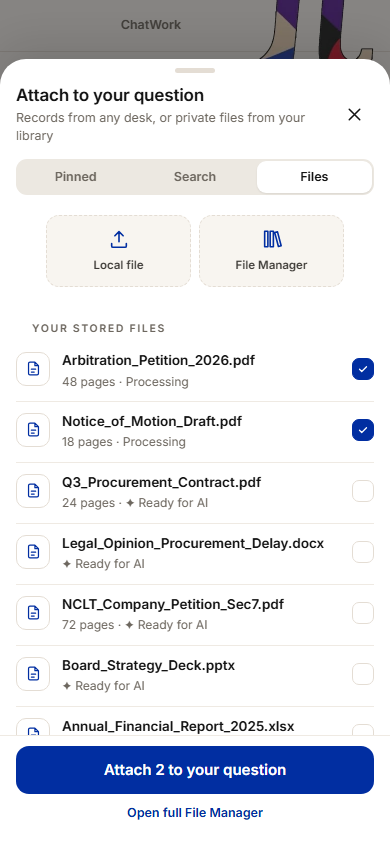 ChatWork
Attach to your question
Records from any desk, or private files from your
library
Pinned
Search
Files
Local file
File Manager
YOUR STORED FILES
Arbitration_Petition_2026.pdf
48 pages · Processing
Notice_of_Motion_Draft.pdf
18 pages · Processing
Q3_Procurement_Contract.pdf
24 pages · ✦ Ready for AI
Legal_Opinion_Procurement_Delay.docx
✦ Ready for AI
NCLT_Company_Petition_Sec7.pdf
72 pages · ✦ Ready for AI
Board_Strategy_Deck.pptx
✦ Ready for AI
Annual_Financial_Report_2025.xlsx
Attach 2 to your question
Open full File Manager